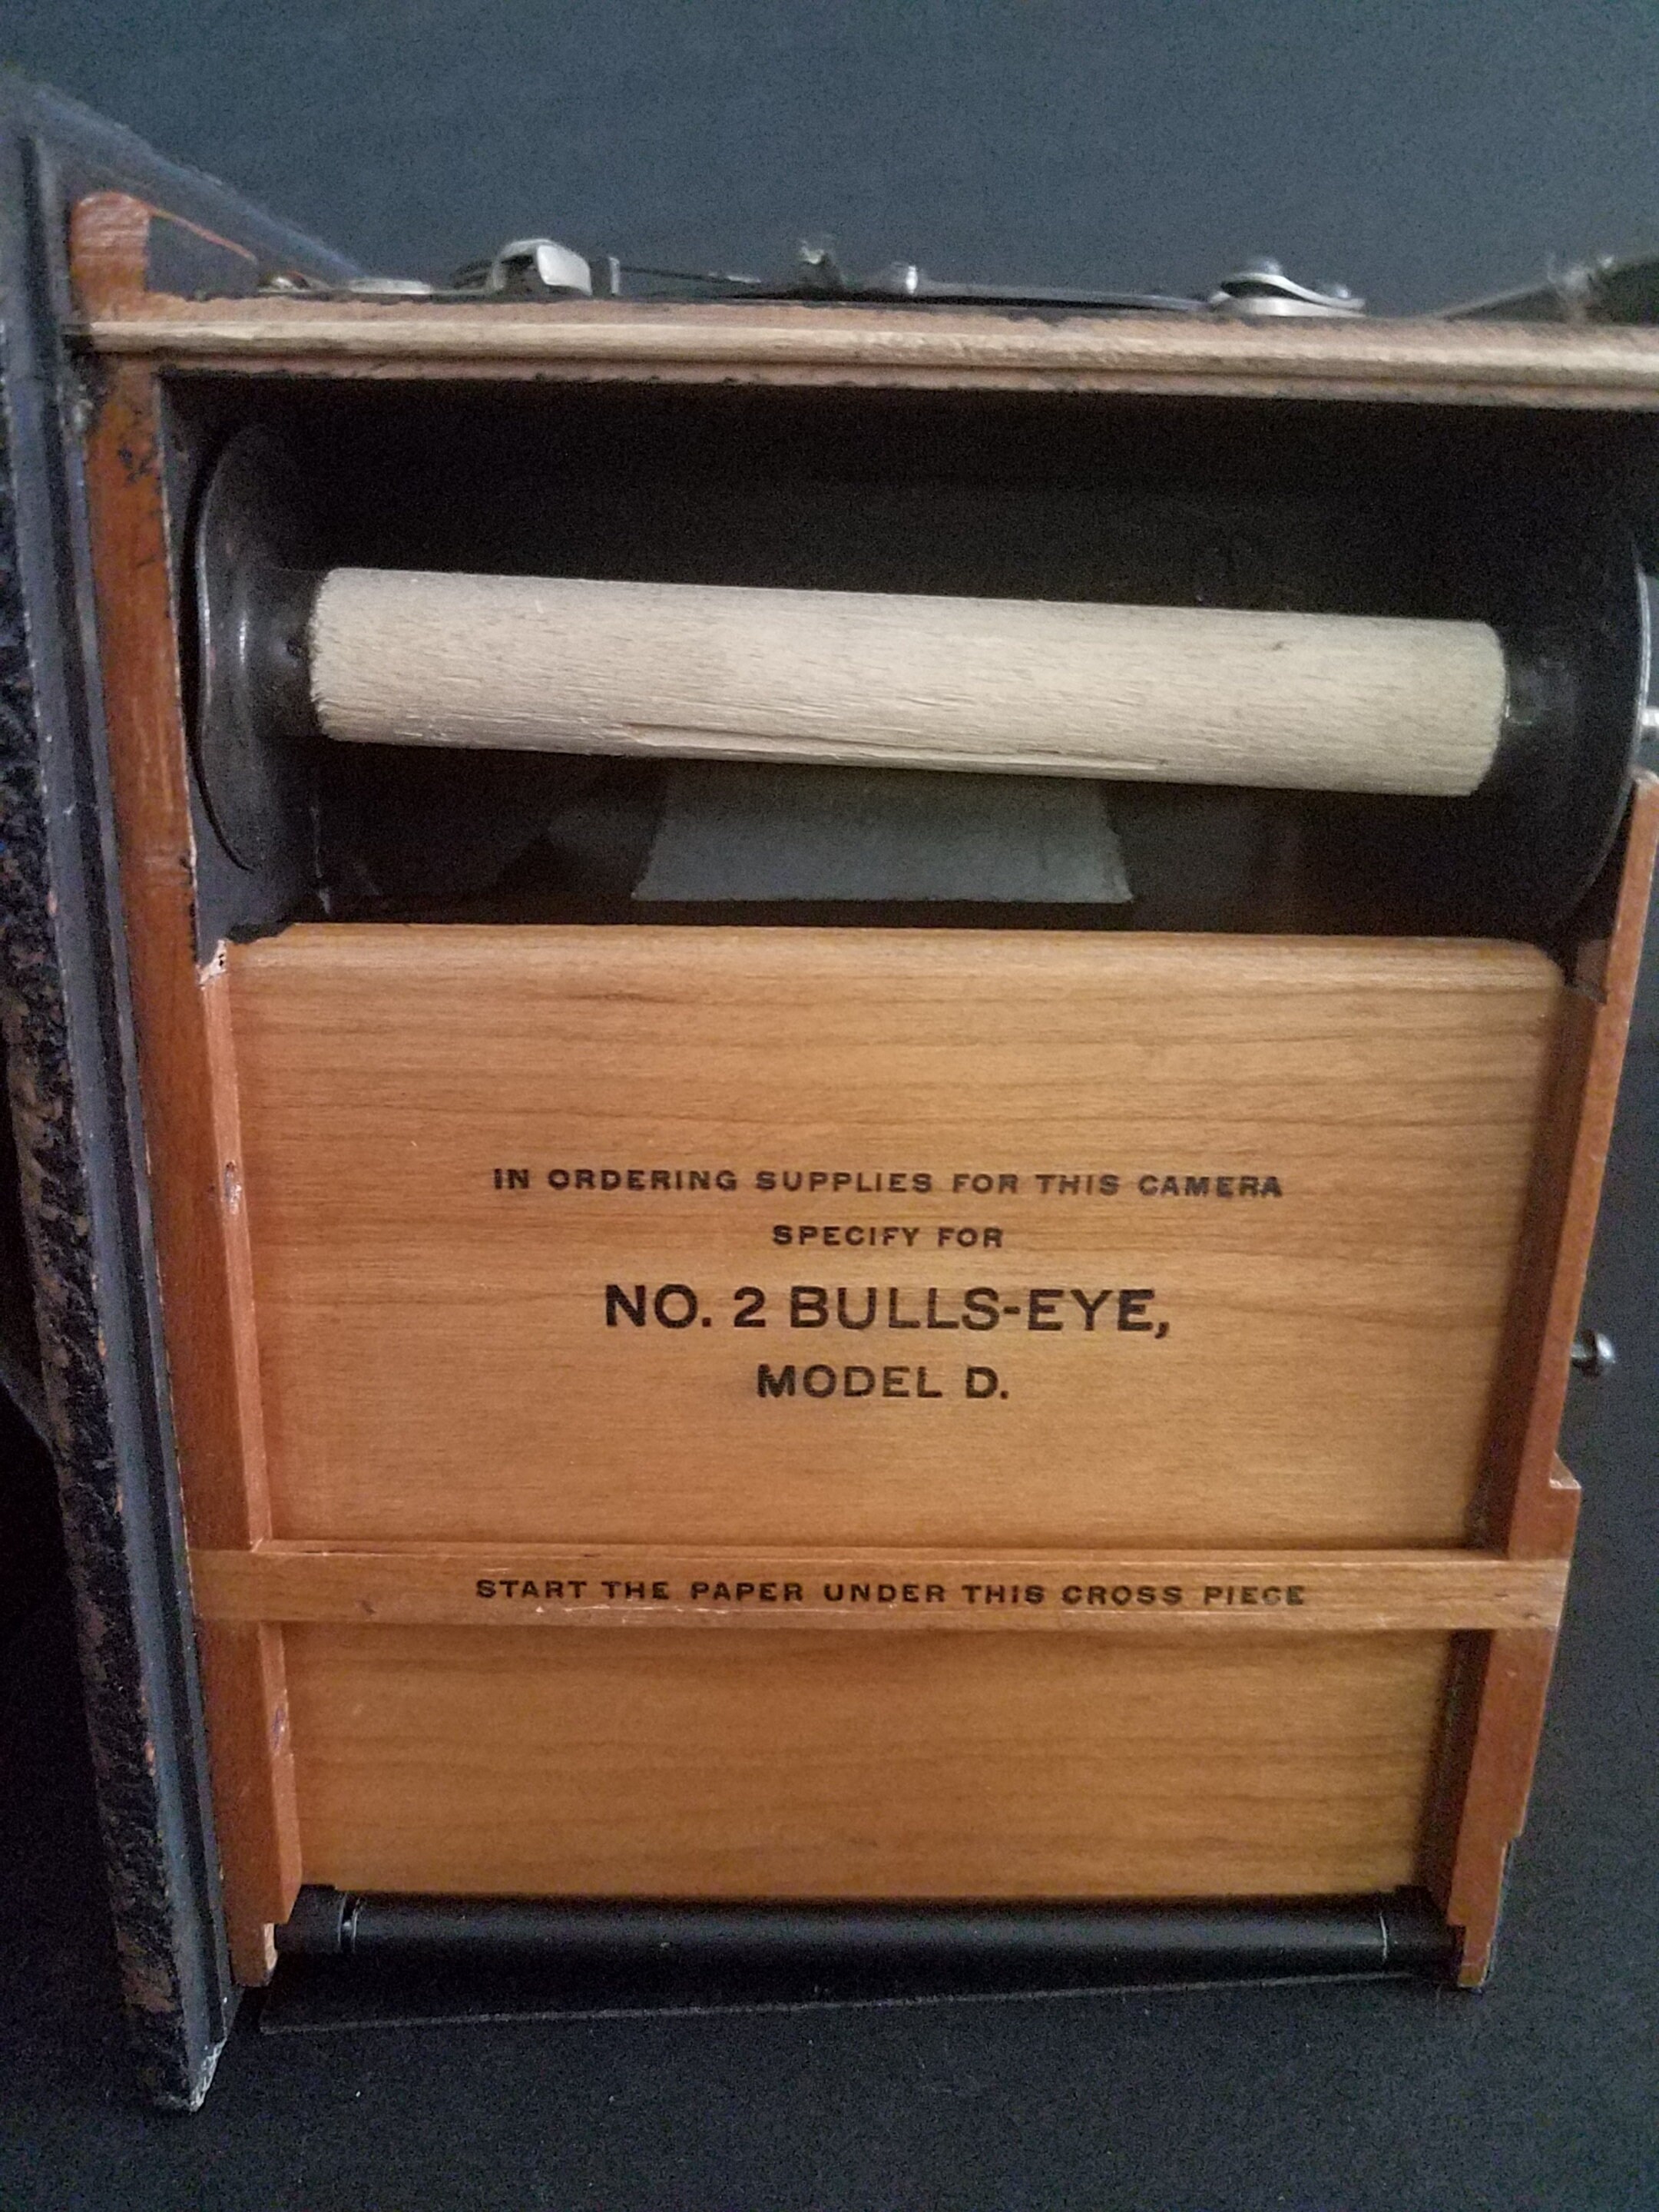 IN ORDERING SUPPLIES FOR THIS CAMERA
SPECIFY FOR
NO. 2 BULLS-EYE,
MODEL D.
START THE PAPER UNDER THIS CROSS PIECE